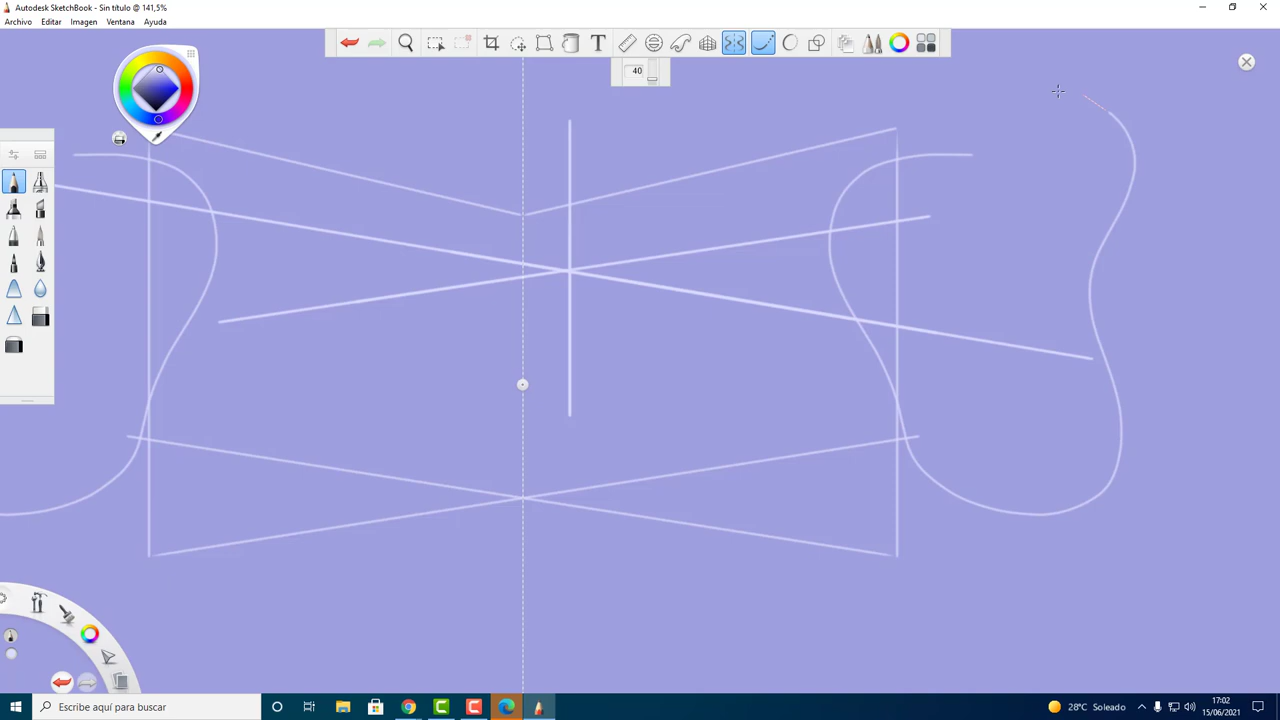 Autodesk SketchBook - Sin título @ 141,5%
Archivo Editar Imagen Ventana Ayuda
40
Escribe aquí para buscar
28°C Soleado
17:02
15/06/2021